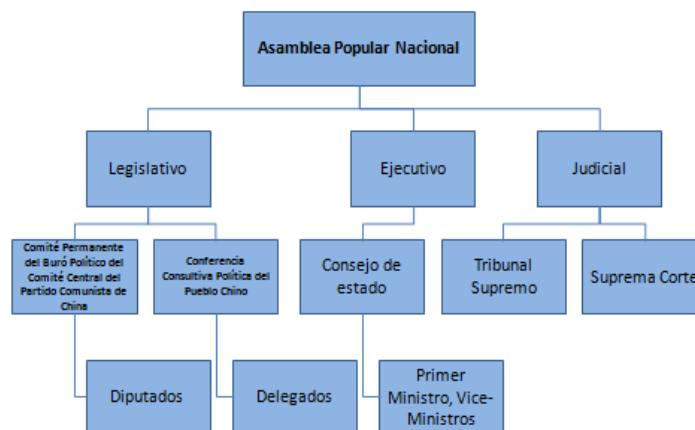 Asamblea Popular Nacional
Legislativo
Ejecutivo
Judicial
Comité Permanente
del Buró Político del
Comité Central del
Partido Comunista de
China
Conferencia
Consultiva Política del
Pueblo Chino
Consejo de
estado
Tribunal
Supremo
Suprema Corte
Diputados
Delegados
Primer
Ministro, Vice-
Ministros